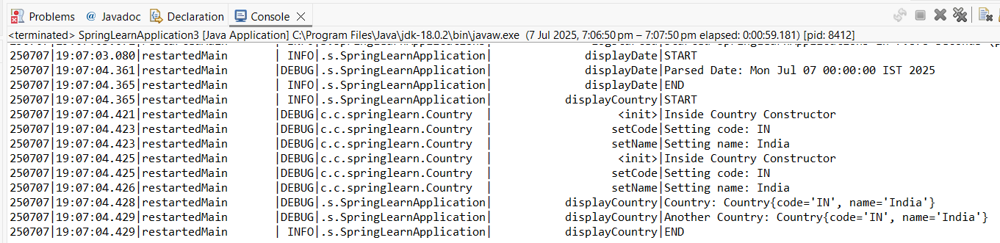 Problems @ Javadoc Declaration Console
<terminated> SpringLearnApplication3 [Java Application] C:\Program Files\Java\jdk-18.0.2\bin\javaw.exe (7 Jul 2025, 7:06:50 pm – 7:07:50 pm elapsed: 0:00:59.181) [pid: 8412]
250707|19:07:03.080|restartedMain | INFO|.s.SpringLearnApplication| displayDate|START
250707|19:07:04.361|restartedMain |DEBUG|.s.SpringLearnApplication| displayDate|Parsed Date: Mon Jul 07 00:00:00 IST 2025
250707|19:07:04.365|restartedMain | INFO|.s.SpringLearnApplication| displayDate|END
250707|19:07:04.365|restartedMain | INFO|.s.SpringLearnApplication| displayCountry|START
250707|19:07:04.421|restartedMain |DEBUG|c.c.springlearn.Country | <init>|Inside Country Constructor
250707|19:07:04.423|restartedMain |DEBUG|c.c.springlearn.Country | setCode|Setting code: IN
250707|19:07:04.423|restartedMain |DEBUG|c.c.springlearn.Country | setName|Setting name: India
250707|19:07:04.425|restartedMain |DEBUG|c.c.springlearn.Country | <init>|Inside Country Constructor
250707|19:07:04.425|restartedMain |DEBUG|c.c.springlearn.Country | setCode|Setting code: IN
250707|19:07:04.426|restartedMain |DEBUG|c.c.springlearn.Country | setName|Setting name: India
250707|19:07:04.428|restartedMain |DEBUG|.s.SpringLearnApplication| displayCountry|Country: Country{code='IN', name='India'}
250707|19:07:04.429|restartedMain |DEBUG|.s.SpringLearnApplication| displayCountry|Another Country: Country{code='IN', name='India'}
250707|19:07:04.429|restartedMain | INFO|.s.SpringLearnApplication| displayCountry|END